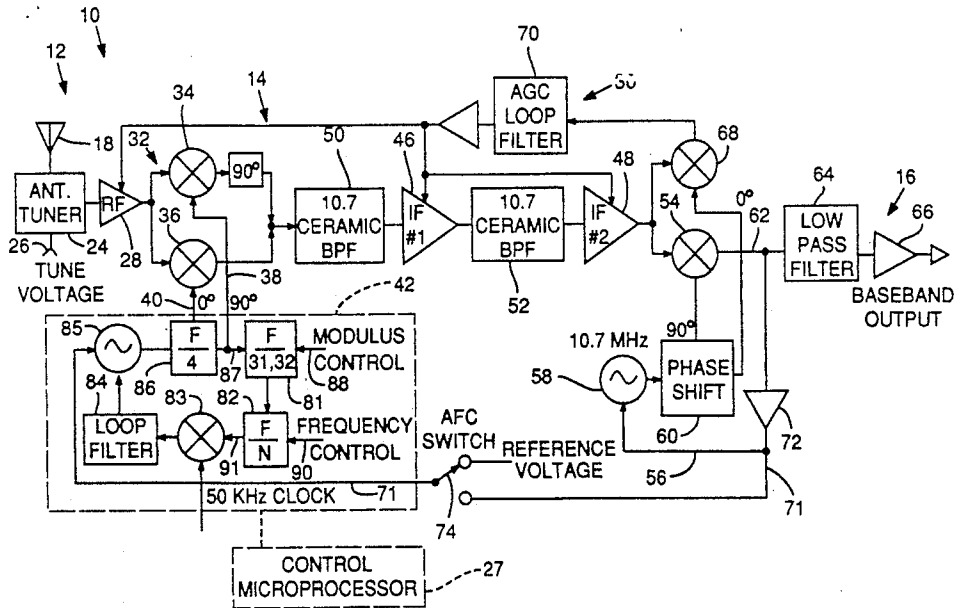 10
12
18
ANT.
TUNER
26
24
TUNE
VOLTAGE
RF
28
32
34
36
14
90°
38
40
0°
90°
42
50
10.7
CERAMIC
BPF
46
IF
#1
10.7
CERAMIC
BPF
52
IF
#2
48
70
AGC
LOOP
FILTER
68
0°
54
62
64
LOW
PASS
FILTER
16
66
BASEBAND
OUTPUT
85
F
4
86
87
F
31,32
81
MODULUS
CONTROL
88
84
LOOP
FILTER
83
82
F
N
91
90
FREQUENCY
CONTROL
50 KHz CLOCK
71
AFC
SWITCH
74
REFERENCE
VOLTAGE
10.7 MHz
58
90°
PHASE
SHIFT
60
56
72
71
CONTROL
MICROPROCESSOR
27